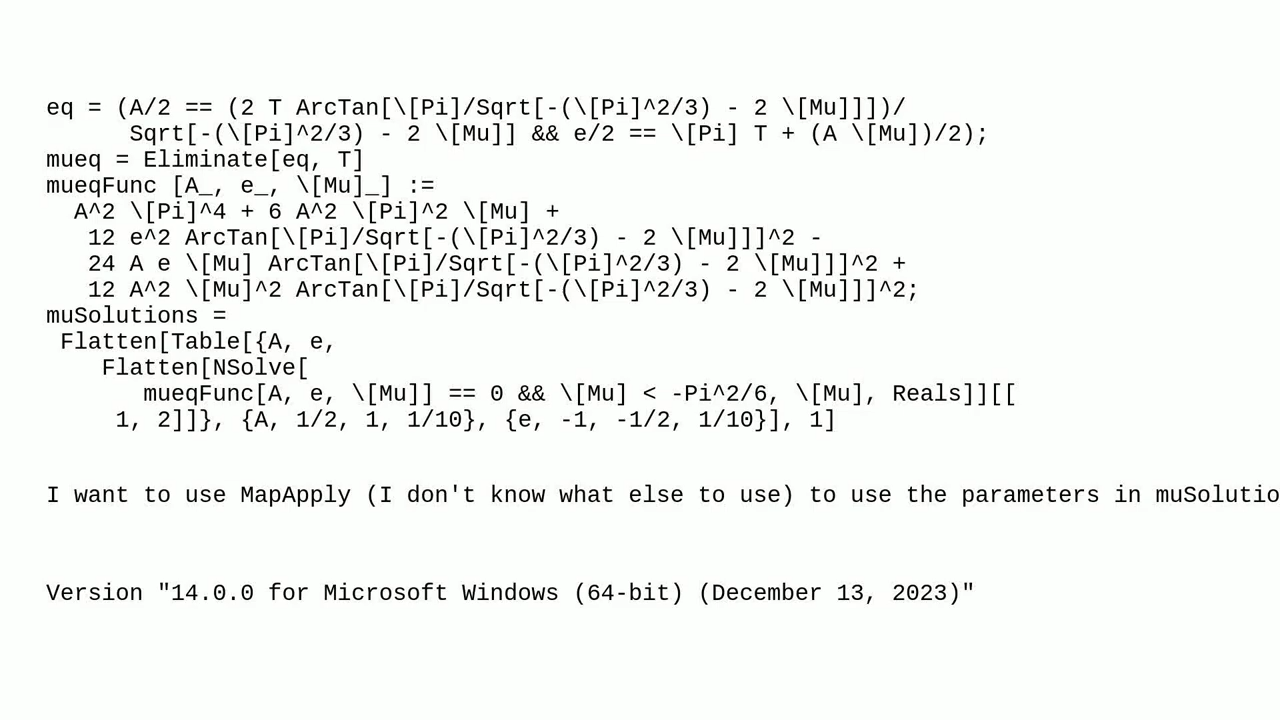 eq = (A/2 == (2 T ArcTan[\[Pi]/Sqrt[-(\[Pi]^2/3) - 2 \[Mu]]])/
Sqrt[-(\[Pi]^2/3) - 2 \[Mu]] && e/2 == \[Pi] T + (A \[Mu])/2);
mueq = Eliminate[eq, T]
mueqFunc [A_, e_, \[Mu]_] :=
A^2 \[Pi]^4 + 6 A^2 \[Pi]^2 \[Mu] +
12 e^2 ArcTan[\[Pi]/Sqrt[-(\[Pi]^2/3) - 2 \[Mu]]]^2 -
24 A e \[Mu] ArcTan[\[Pi]/Sqrt[-(\[Pi]^2/3) - 2 \[Mu]]]^2 +
12 A^2 \[Mu]^2 ArcTan[\[Pi]/Sqrt[-(\[Pi]^2/3) - 2 \[Mu]]]^2;
muSolutions =
Flatten[Table[{A, e,
Flatten[NSolve[
mueqFunc[A, e, \[Mu]] == 0 && \[Mu] < -Pi^2/6, \[Mu], Reals]][[
1, 2]]}, {A, 1/2, 1, 1/10}, {e, -1, -1/2, 1/10}], 1]
I want to use MapApply (I don't know what else to use) to use the parameters in muSolutio
Version "14.0.0 for Microsoft Windows (64-bit) (December 13, 2023)"